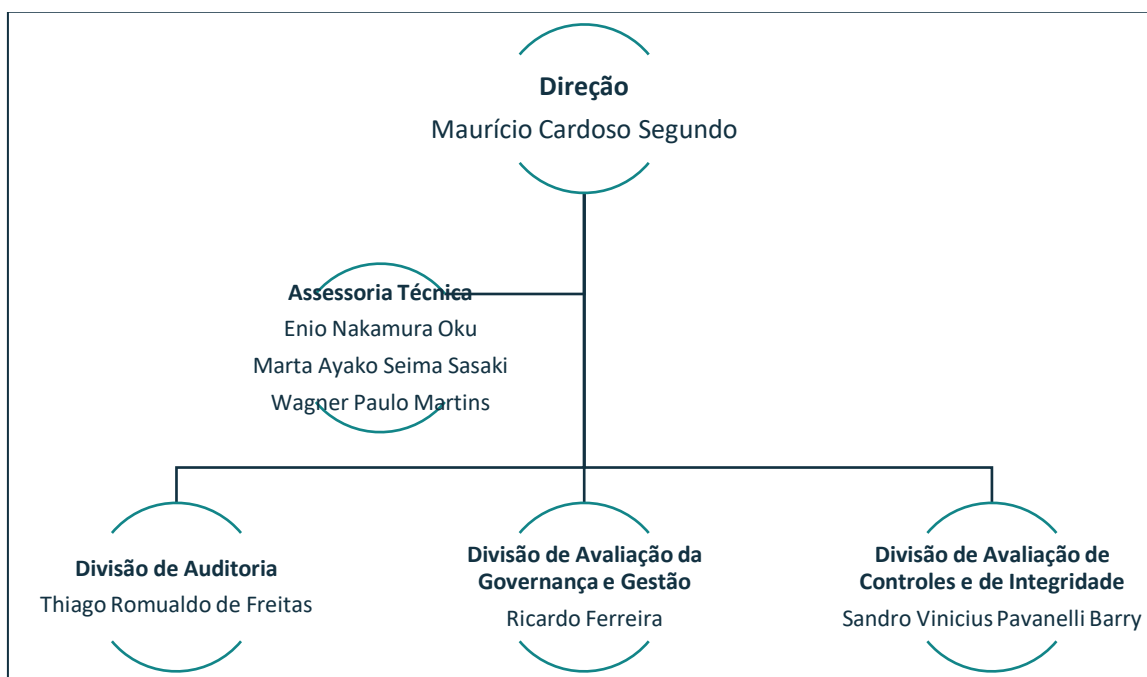 Direção
Maurício Cardoso Segundo
Assessoria Técnica
Enio Nakamura Oku
Marta Ayako Seima Sasaki
Wagner Paulo Martins
Divisão de Auditoria
Thiago Romualdo de Freitas
Divisão de Avaliação da
Governança e Gestão
Ricardo Ferreira
Divisão de Avaliação de
Controles e de Integridade
Sandro Vinicius Pavanelli Barry